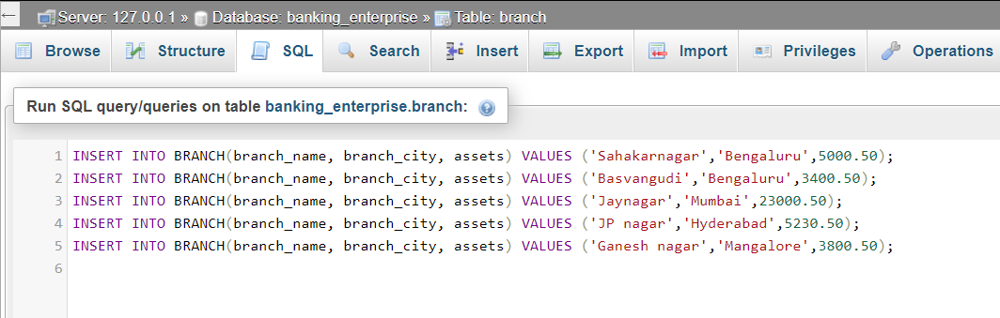 Server: 127.0.0.1 » Database: banking_enterprise » Table: branch
Browse Structure SQL Search Insert Export Import Privileges Operations
Run SQL query/queries on table banking_enterprise.branch:
1 INSERT INTO BRANCH(branch_name, branch_city, assets) VALUES ('Sahakarnagar','Bengaluru',5000.50);
2 INSERT INTO BRANCH(branch_name, branch_city, assets) VALUES ('Basvangudi','Bengaluru',3400.50);
3 INSERT INTO BRANCH(branch_name, branch_city, assets) VALUES ('Jaynagar','Mumbai',23000.50);
4 INSERT INTO BRANCH(branch_name, branch_city, assets) VALUES ('JP nagar','Hyderabad',5230.50);
5 INSERT INTO BRANCH(branch_name, branch_city, assets) VALUES ('Ganesh nagar','Mangalore',3800.50);
6